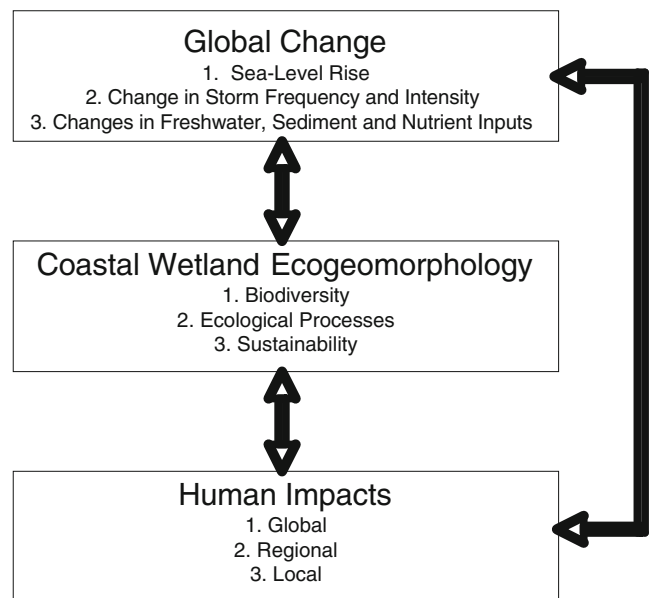 Global Change
1. Sea-Level Rise
2. Change in Storm Frequency and Intensity
3. Changes in Freshwater, Sediment and Nutrient Inputs
Coastal Wetland Ecogeomorphology
1. Biodiversity
2. Ecological Processes
3. Sustainability
Human Impacts
1. Global
2. Regional
3. Local